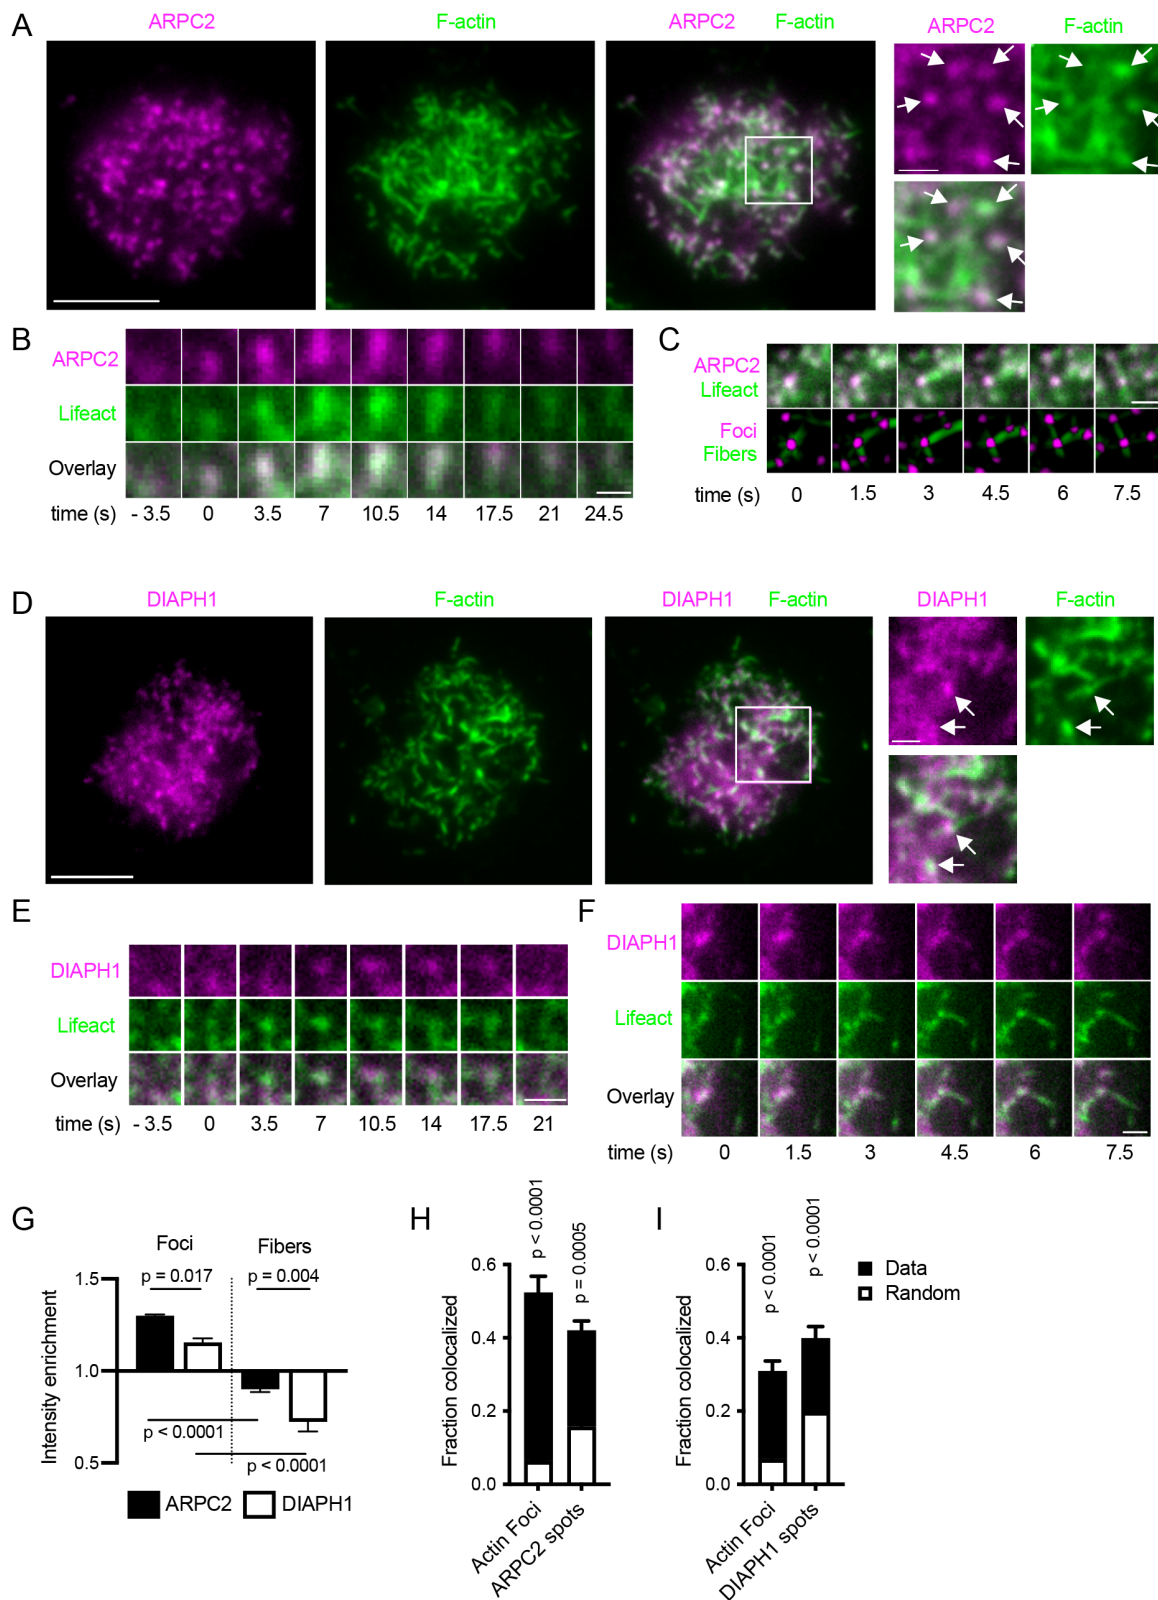 A
ARPC2
F-actin
ARPC2 F-actin
ARPC2 F-actin
B
ARPC2
Lifeact
Overlay
time (s) - 3.5 0 3.5 7 10.5 14 17.5 21 24.5
C
ARPC2
Lifeact
Foci
Fibers
time (s) 0 1.5 3 4.5 6 7.5
D
DIAPH1
F-actin
DIAPH1 F-actin
DIAPH1 F-actin
E
DIAPH1
Lifeact
Overlay
time (s) - 3.5 0 3.5 7 10.5 14 17.5 21
F
DIAPH1
Lifeact
Overlay
time (s) 0 1.5 3 4.5 6 7.5
G
Foci Fibers
p = 0.017 p = 0.004
1.5
1.0
0.5
Intensity enrichment
p < 0.0001
p < 0.0001
ARPC2 DIAPH1
H
p < 0.0001
p = 0.0005
0.6
0.4
0.2
0.0
Fraction colocalized
Actin Foci
ARPC2 spots
I
p < 0.0001
p < 0.0001
0.6
0.4
0.2
0.0
Fraction colocalized
Actin Foci
DIAPH1 spots
Data
Random